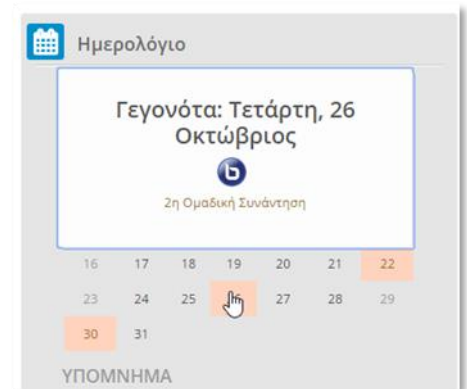 Ημερολόγιο
Γεγονότα: Τετάρτη, 26
Οκτώβριος
b
2η Ομαδική Συνάντηση
16 17 18 19 20 21 22
23 24 25 26 27 28 29
30 31
ΥΠΟΜΝΗΜΑ